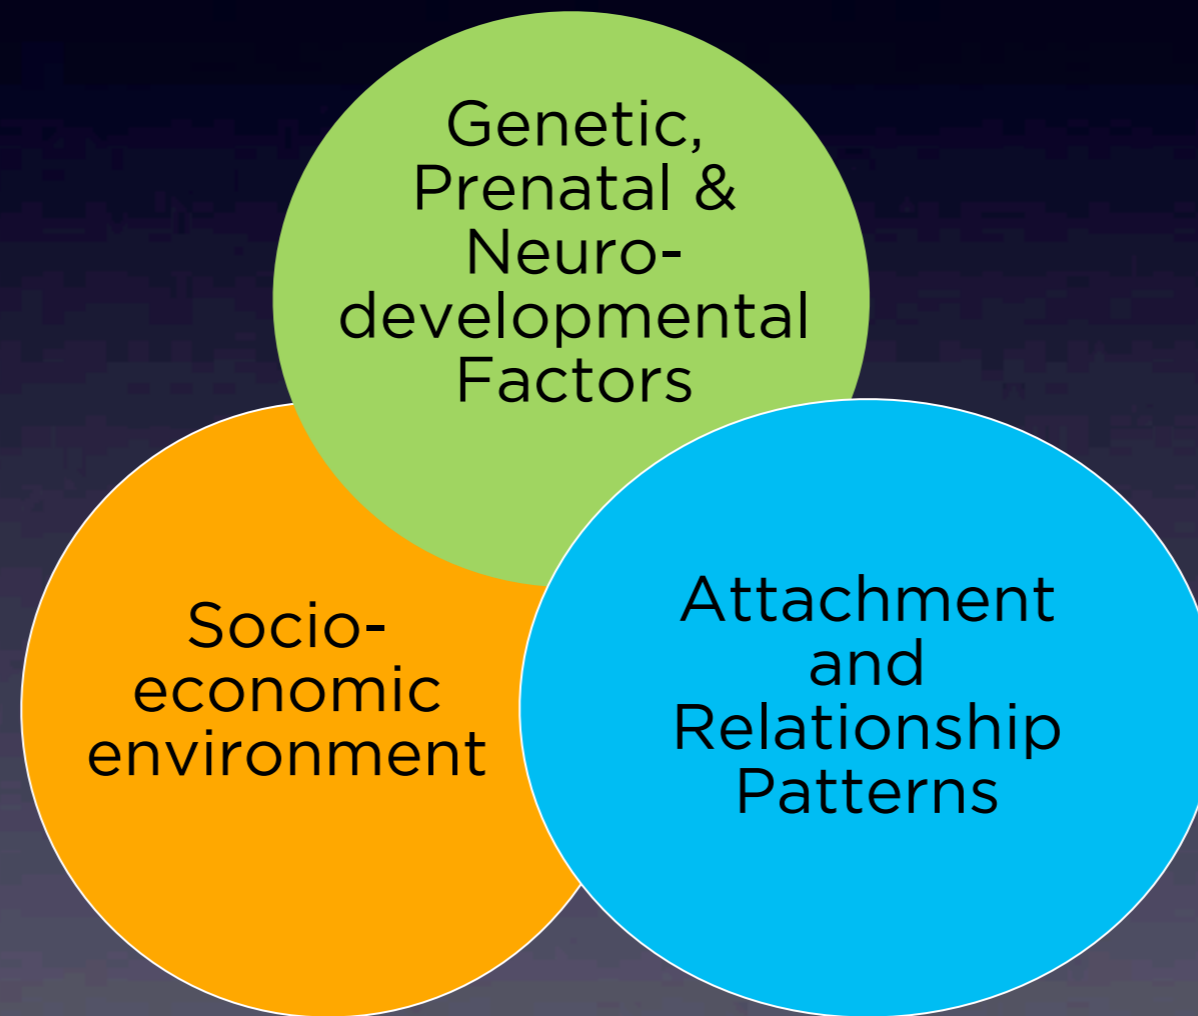 Genetic,
Prenatal &
Neuro-
developmental
Factors
Socio-
economic
environment
Attachment
and
Relationship
Patterns